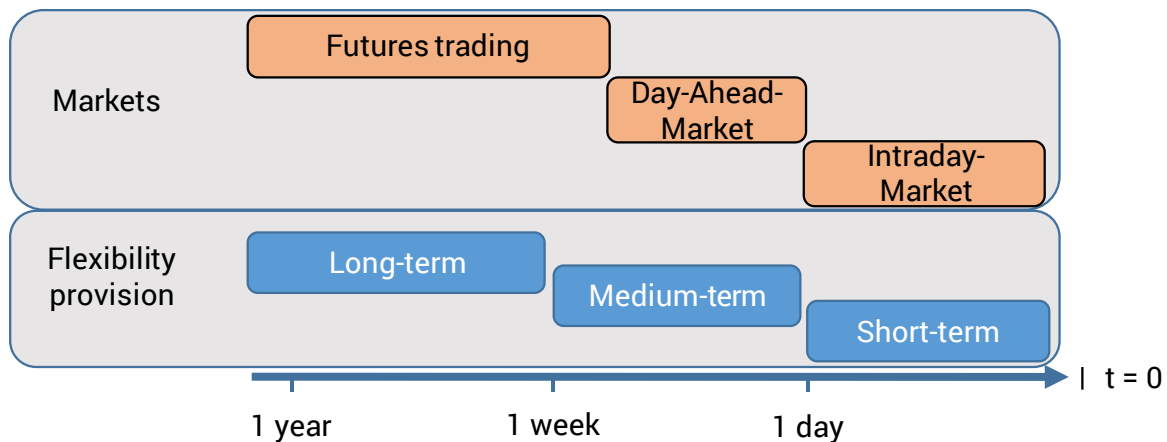 Futures trading
Markets
Day-Ahead-
Market
Intraday-
Market
Flexibility
provision
Long-term
Medium-term
Short-term
1 year
1 week
1 day
| t = 0